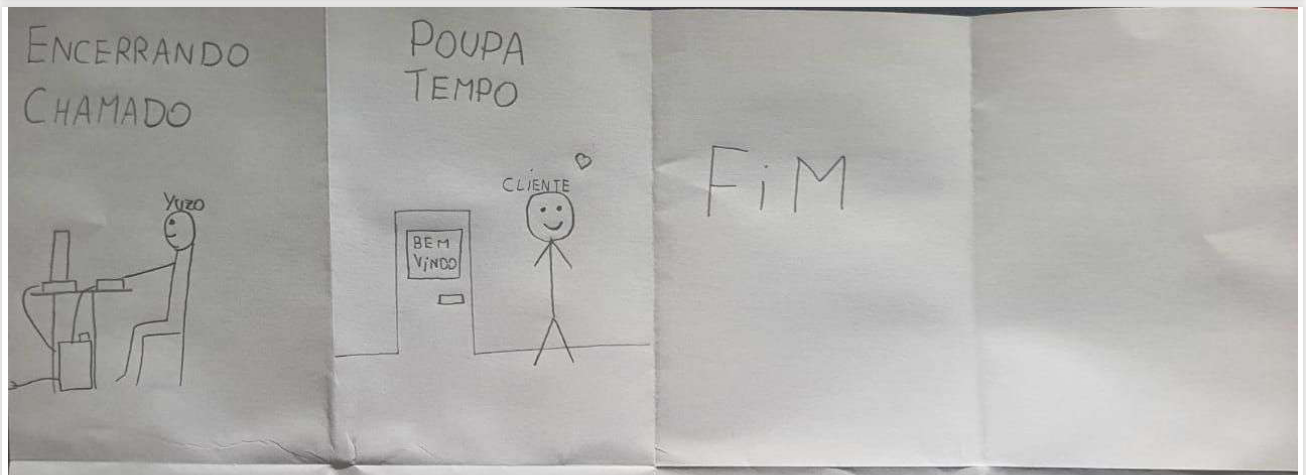 ENCERRANDO
CHAMADO
Yuzo
POUPA
TEMPO
CLIENTE
BEM
ViNDO
FiM